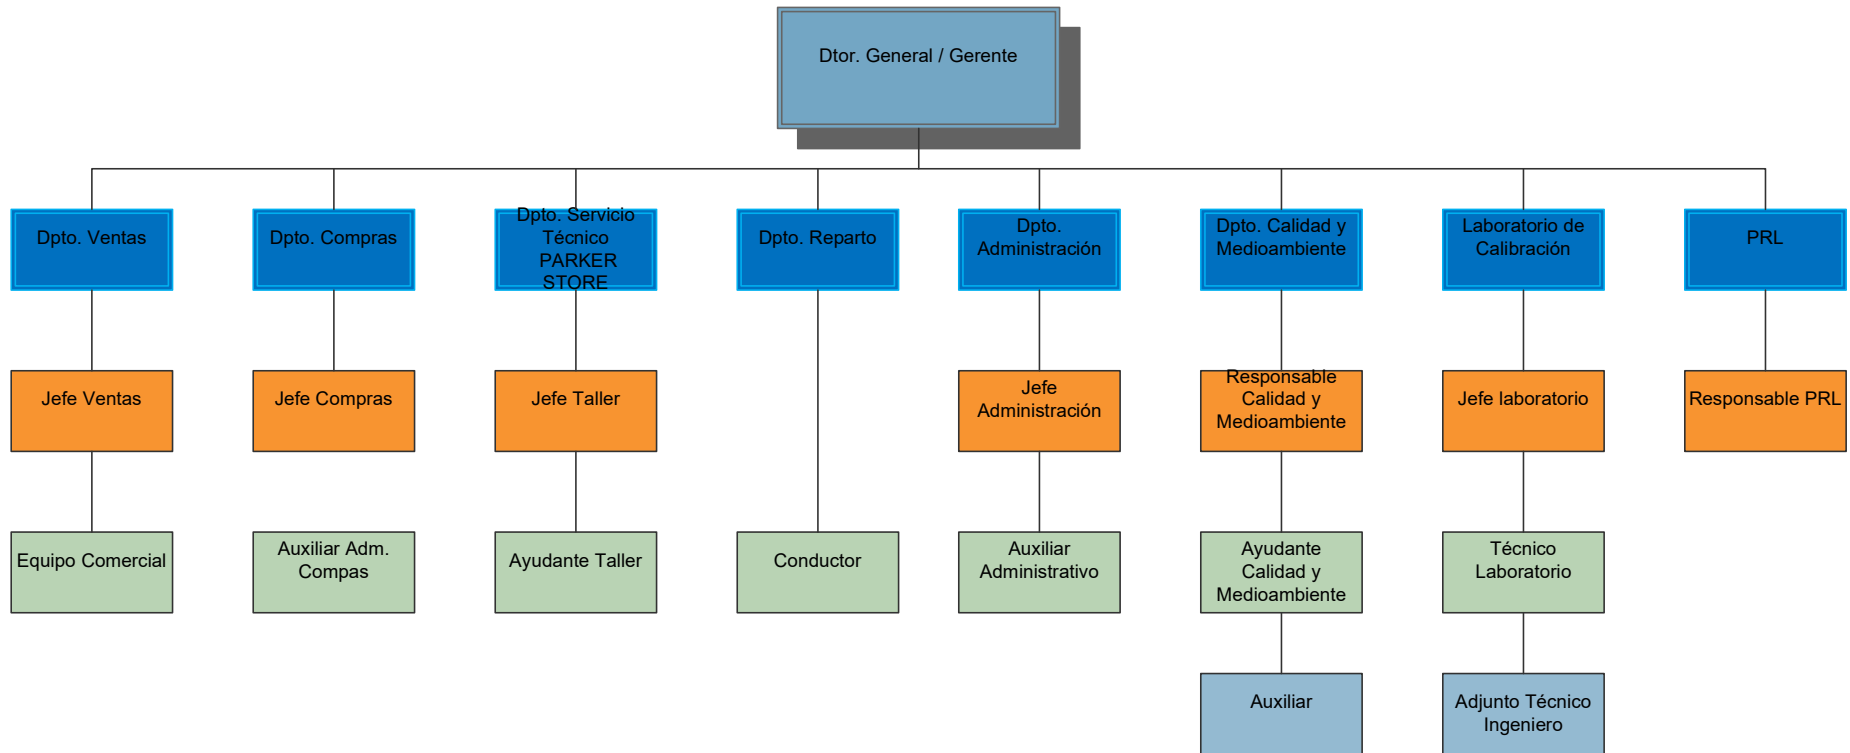 Dtor. General / Gerente
Dpto. Ventas
Dpto. Compras
Dpto. Servicio
Técnico
PARKER
STORE
Dpto. Reparto
Dpto.
Administración
Dpto. Calidad y
Medioambiente
Laboratorio de
Calibración
PRL
Jefe Ventas
Jefe Compras
Jefe Taller
Jefe
Administración
Responsable
Calidad y
Medioambiente
Jefe laboratorio
Responsable PRL
Equipo Comercial
Auxiliar Adm.
Compas
Ayudante Taller
Conductor
Auxiliar
Administrativo
Ayudante
Calidad y
Medioambiente
Técnico
Laboratorio
Auxiliar
Adjunto Técnico
Ingeniero